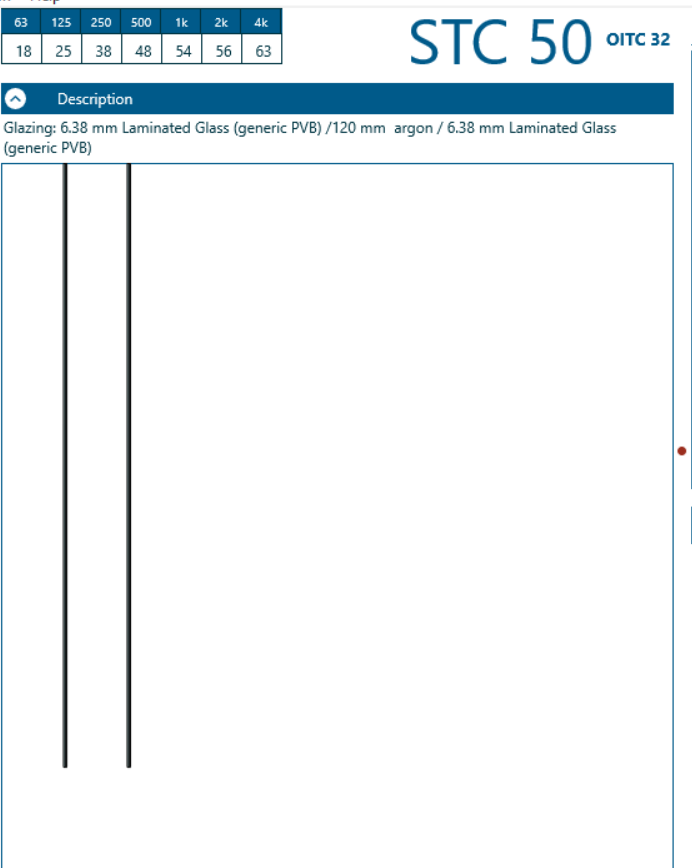 63 125 250 500 1k 2k 4k
18 25 38 48 54 56 63
STC 50 OITC 32
Description
Glazing: 6.38 mm Laminated Glass (generic PVB) /120 mm  argon / 6.38 mm Laminated Glass
(generic PVB)